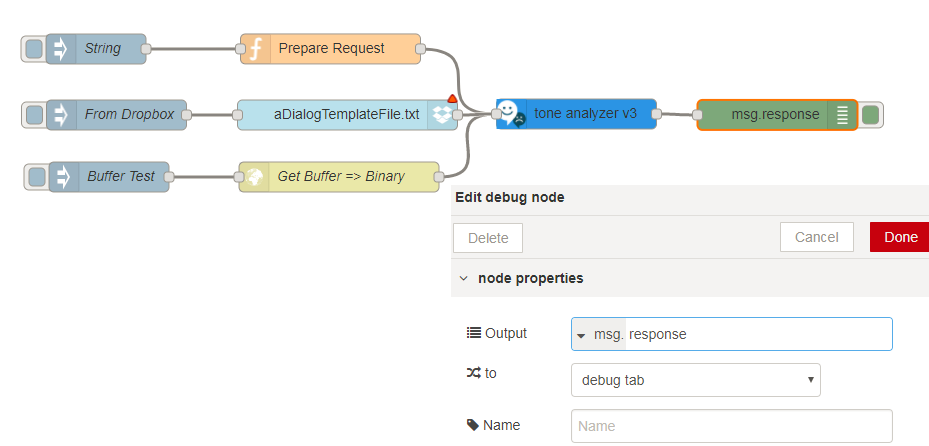 String
Prepare Request
From Dropbox
aDialogTemplateFile.txt
tone analyzer v3
msg.response
Buffer Test
Get Buffer => Binary
Edit debug node
Delete
Cancel
Done
node properties
Output
msg. response
to
debug tab
Name
Name